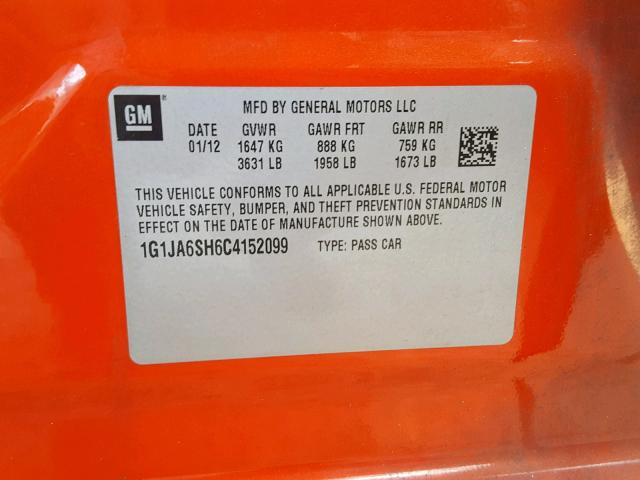 GM MFD BY GENERAL MOTORS LLC
DATE GVWR GAWR FRT GAWR RR
01/12 1647 KG 888 KG 759 KG
3631 LB 1958 LB 1673 LB
THIS VEHICLE CONFORMS TO ALL APPLICABLE U.S. FEDERAL MOTOR
VEHICLE SAFETY, BUMPER, AND THEFT PREVENTION STANDARDS IN
EFFECT ON THE DATE OF MANUFACTURE SHOWN ABOVE.
1G1JA6SH6C4152099 TYPE: PASS CAR